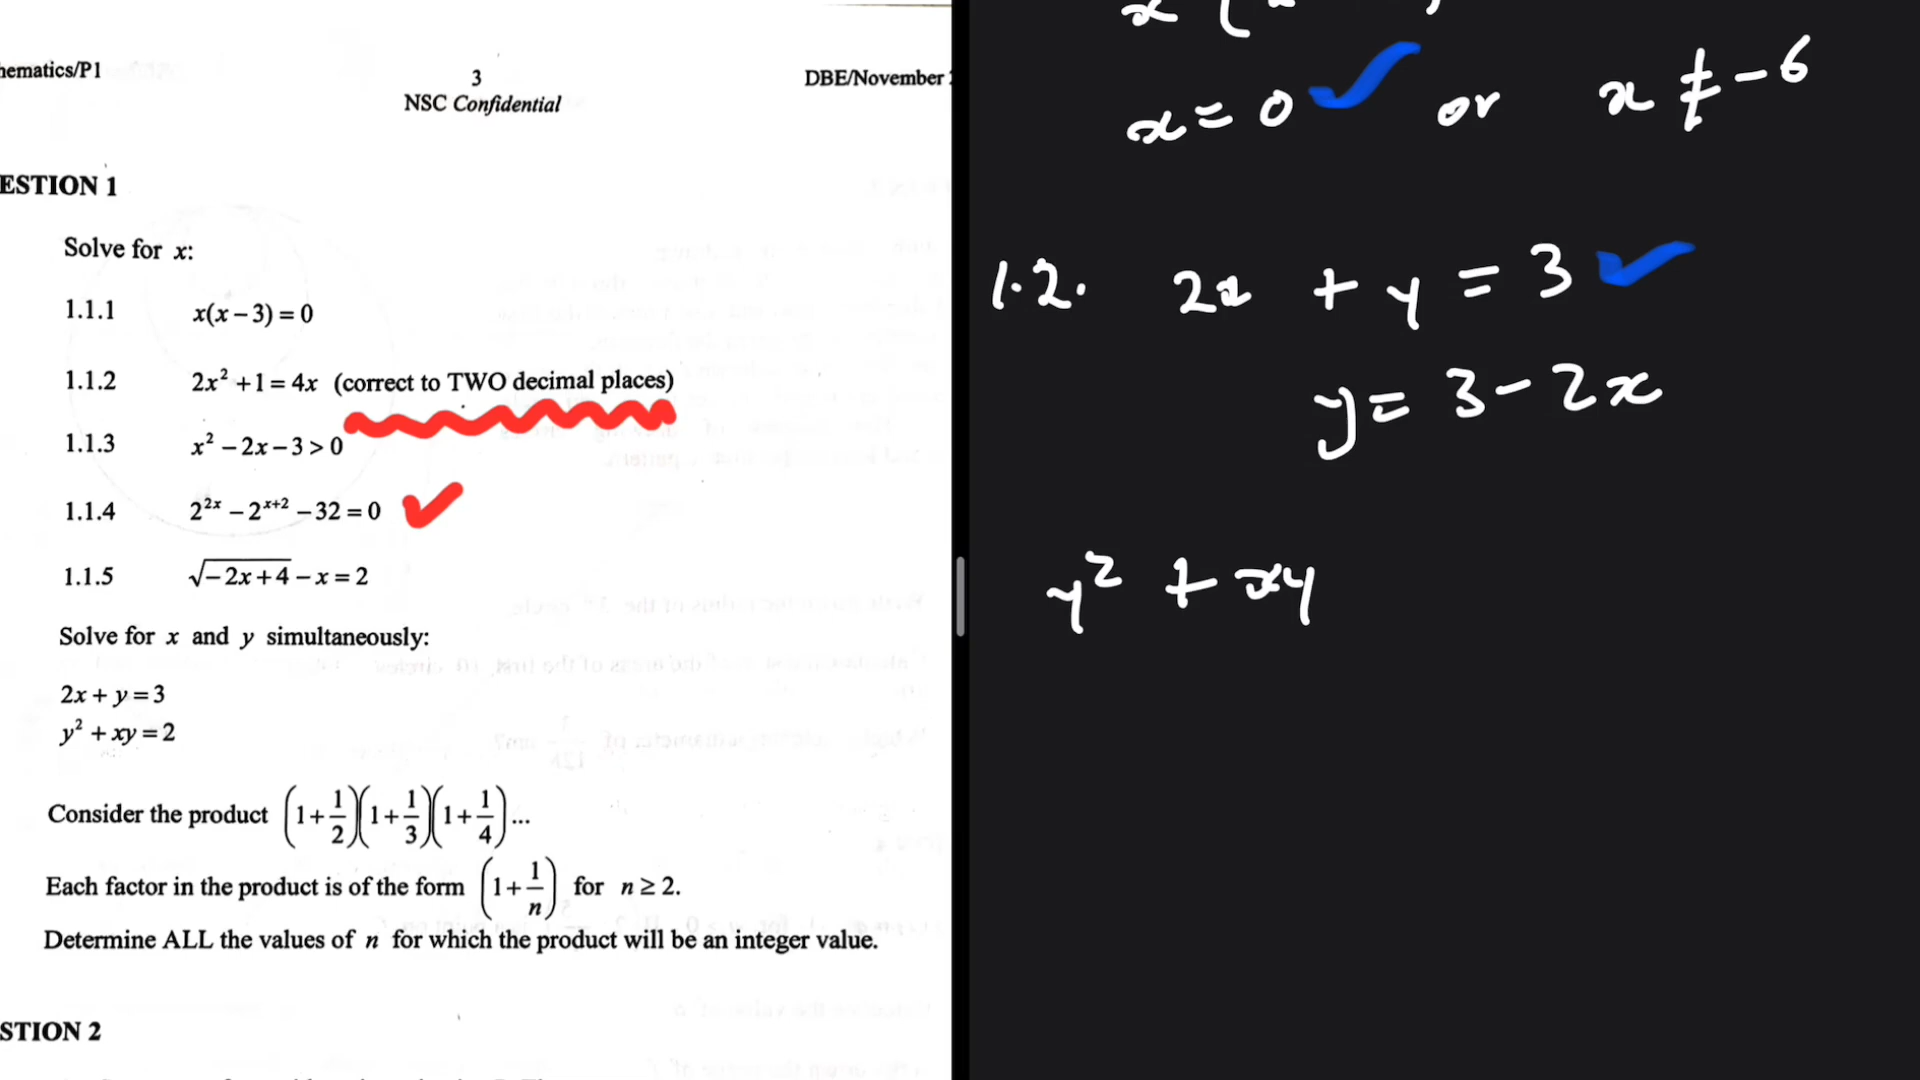 hematics/P1
3
DBE/November
NSC Confidential
ESTION 1
Solve for x:
1.1.1 x(x – 3) = 0
1.1.2 2x² + 1 = 4x (correct to TWO decimal places)
1.1.3 x² – 2x – 3 > 0
1.1.4 2²ˣ – 2ˣ⁺² – 32 = 0
1.1.5 √(–2x + 4) – x = 2
Solve for x and y simultaneously:
2x + y = 3
y² + xy = 2
Consider the product (1 + 1/2)(1 + 1/3)(1 + 1/4)...
Each factor in the product is of the form (1 + 1/n) for n ≥ 2.
Determine ALL the values of n for which the product will be an integer value.
STION 2
x = 0 or x ≠ –6
1.2. 2x + y = 3
y = 3 – 2x
y² + xy